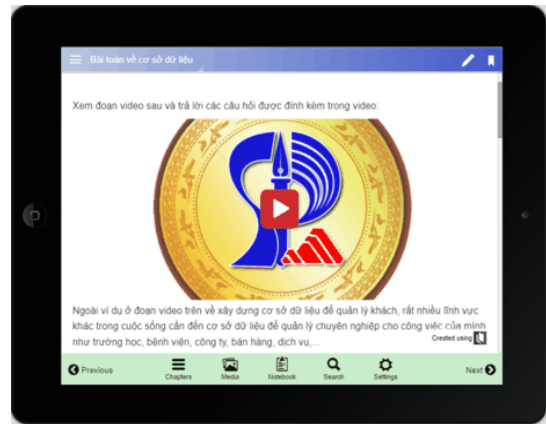 Bài toán về cơ sở dữ liệu
Xem đoạn video sau và trả lời các câu hỏi được đính kèm trong video:
Ngoài ví dụ ở đoạn video trên về xây dựng cơ sở dữ liệu để quản lý khách, rất nhiều lĩnh vực
khác trong cuộc sống cần đến cơ sở dữ liệu để quản lý chuyên nghiệp cho công việc của mình
như trường học, bệnh viện, công ty, bán hàng, dịch vụ,...
Created using
Previous
Chapters
Media
Notebook
Search
Settings
Next